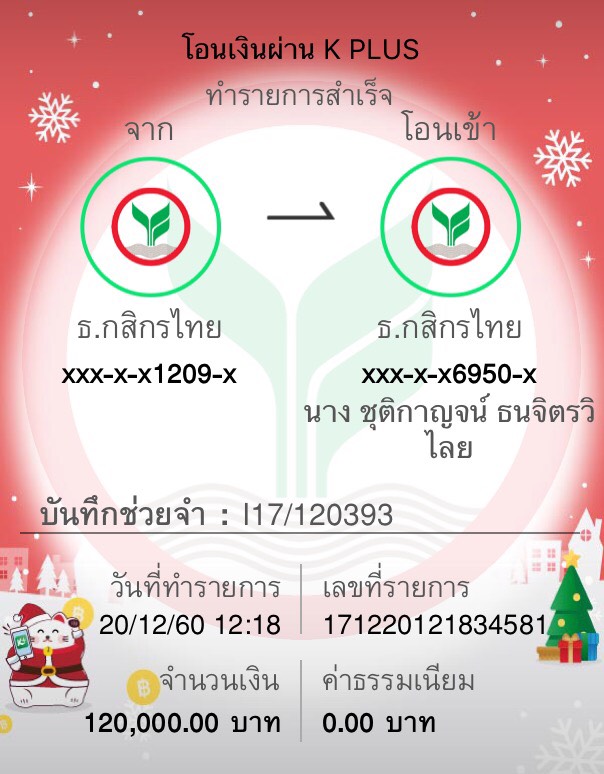 โอนเงินผ่าน K PLUS
ทำรายการสำเร็จ
จาก
โอนเข้า
ธ.กสิกรไทย
ธ.กสิกรไทย
xxx-x-x1209-x
xxx-x-x6950-x
นาง ชุติกาญจน์ ธนจิตรวิ
ไลย
บันทึกช่วยจำ : l17/120393
วันที่ทำรายการ
เลขที่รายการ
20/12/60 12:18
171220121834581
จำนวนเงิน
ค่าธรรมเนียม
120,000.00 บาท
0.00 บาท